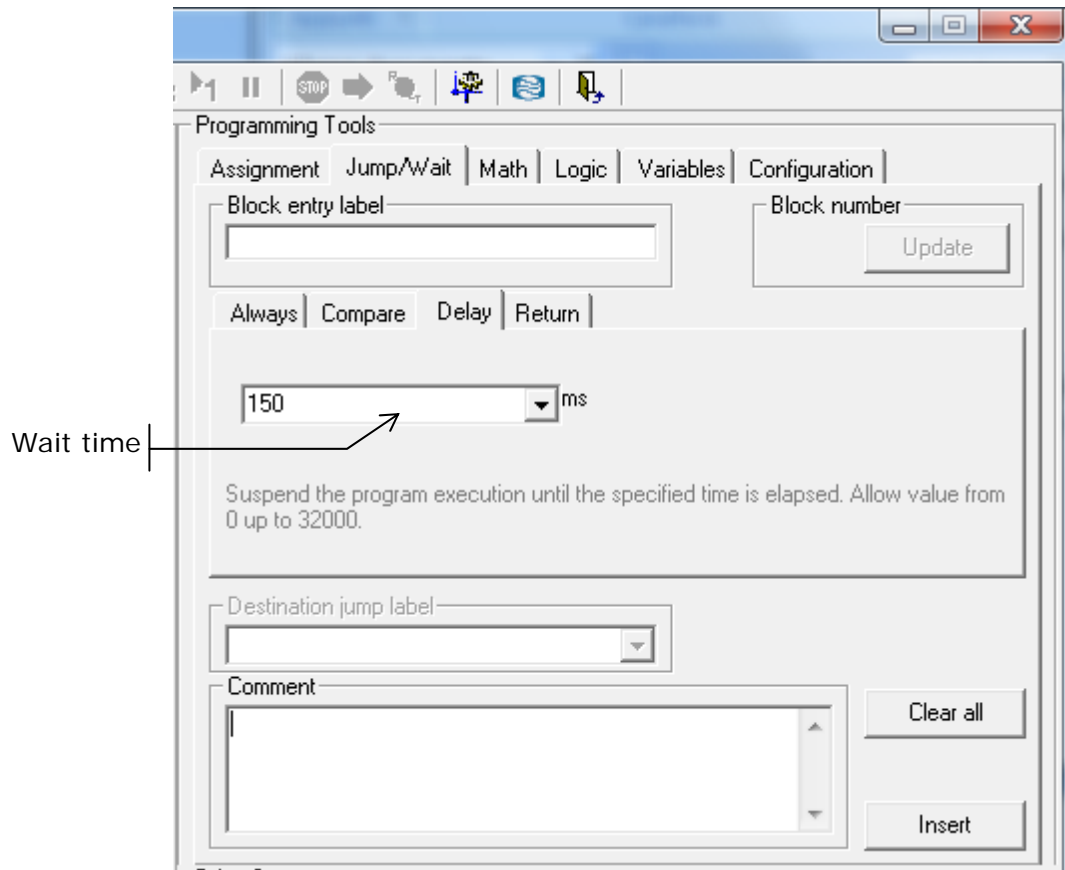 STOP
Programming Tools
Assignment Jump/Wait Math Logic Variables Configuration
Block entry label
Block number
Update
Always Compare Delay Return
150 ms
Wait time
Suspend the program execution until the specified time is elapsed. Allow value from
0 up to 32000.
Destination jump label
Comment
Clear all
Insert